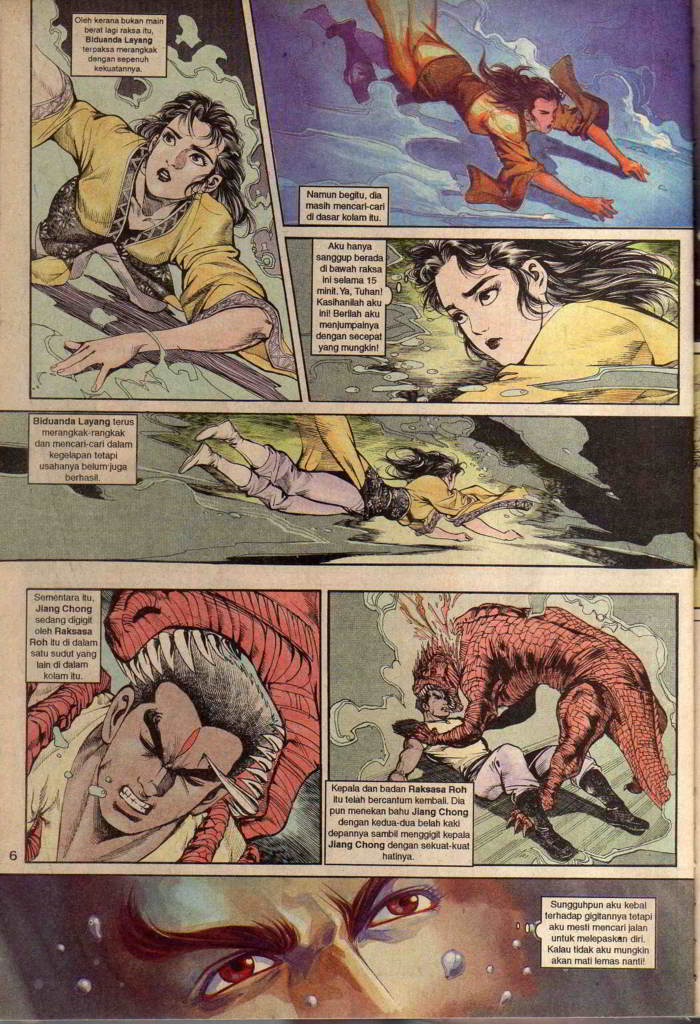 Oleh kerana bukan main
berat lagi raksa itu,
Biduanda Layang
terpaksa merangkak
dengan sepenuh
kekuatannya.
Namun begitu, dia
masih mencari-cari
di dasar kolam itu.
Aku hanya
sanggup berada
di bawah raksa
ini selama 15
minit. Ya, Tuhan!
Kasihanilah aku
ini! Berilah aku
menjumpainya
dengan secepat
yang mungkin!
Biduanda Layang terus
merangkak-rangkak
dan mencari-cari dalam
kegelapan tetapi
usahanya belum juga
berhasil.
Sementara itu,
Jiang Chong
sedang digigit
oleh Raksasa
Roh itu di dalam
satu sudut yang
lain di dalam
kolam itu.
Kepala dan badan Raksasa Roh
itu telah bercantum kembali. Dia
pun menekan bahu Jiang Chong
dengan kedua-dua belah kaki
depannya sambil menggigit kepala
Jiang Chong dengan sekuat-kuat
hatinya.
6
Sungguhpun aku kebal
terhadap gigitannya tetapi
aku mesti mencari jalan
untuk melepaskan diri.
Kalau tidak aku mungkin
akan mati lemas nanti!